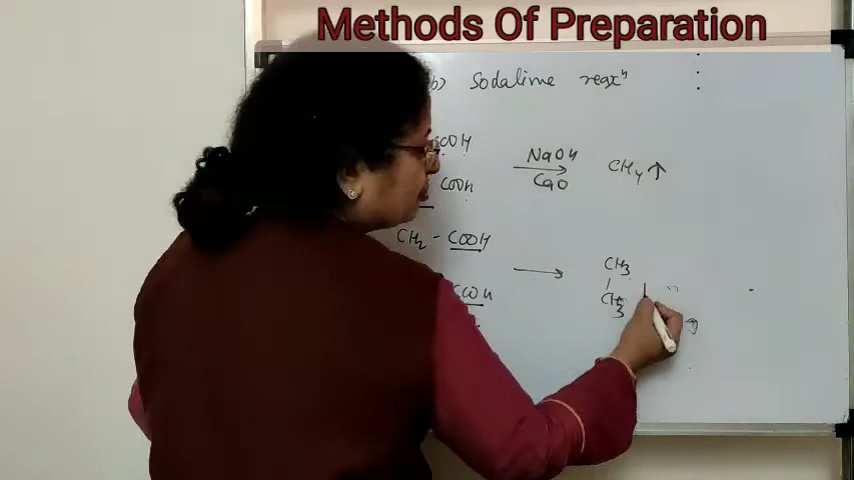 Methods Of Preparation
b) Sodalime reaxⁿ
COOH
NaOH
CH₄ ↑
CaO
COOH
CH₂ - COOH
→
CH₃
COOH
CH₃